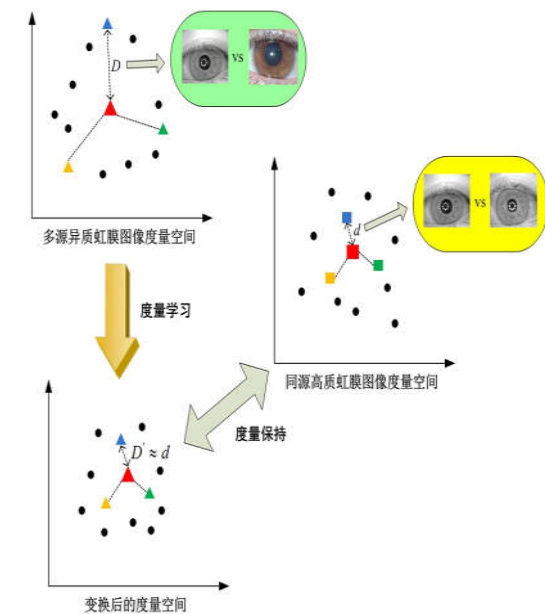 D
VS
多源异质虹膜图像度量空间
VS
d
同源高质虹膜图像度量空间
度量学习
度量保持
D' ≈ d
变换后的度量空间